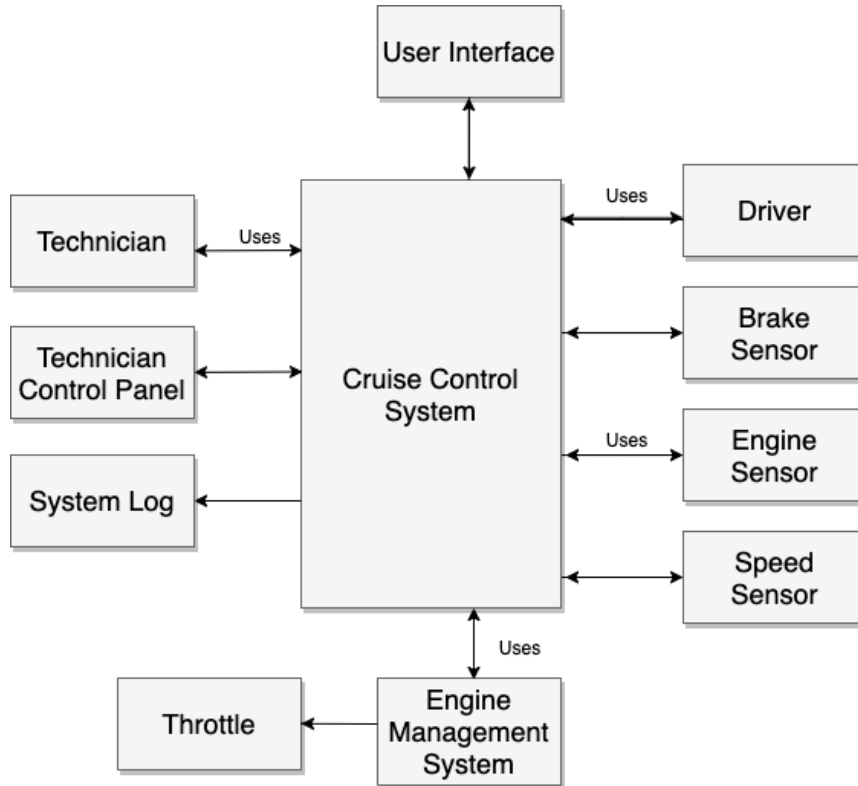 User Interface
Technician
Uses
Uses
Driver
Technician
Control Panel
Cruise Control
System
Brake
Sensor
Uses
Engine
Sensor
System Log
Speed
Sensor
Uses
Throttle
Engine
Management
System